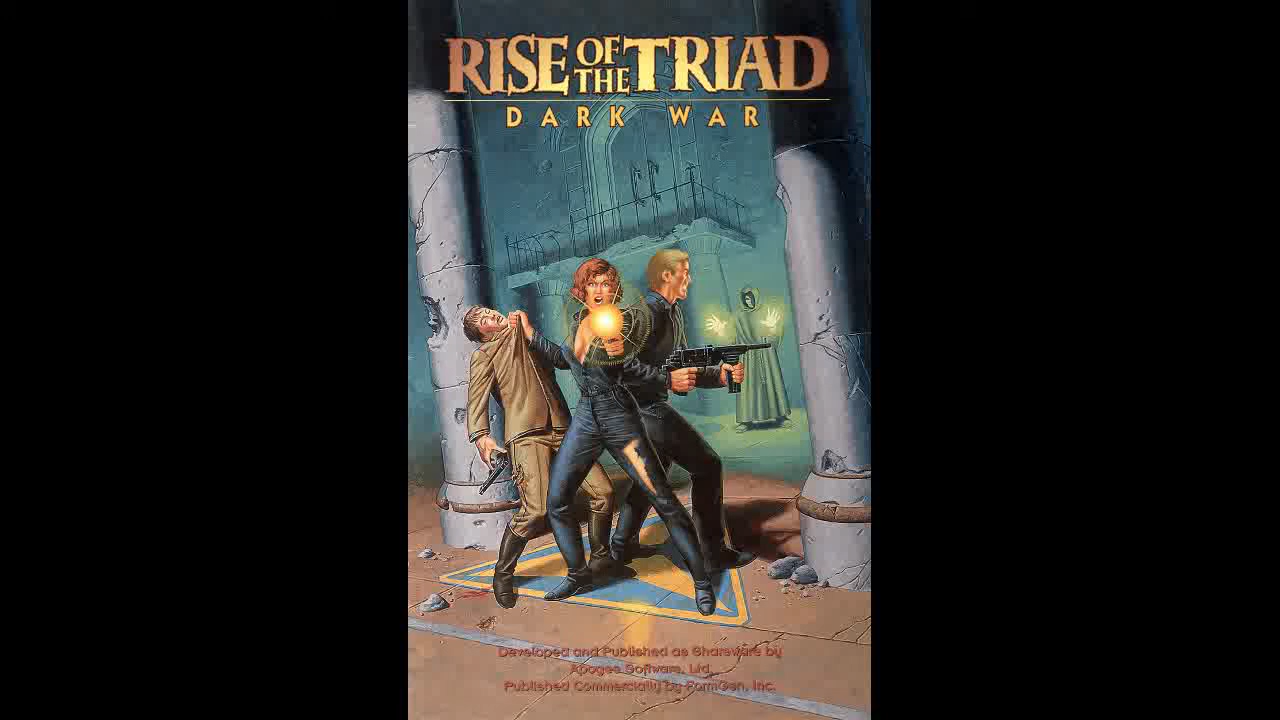 RISE OF THE TRIAD
DARK WAR
Developed and Published as Shareware by
Apogee Software, Ltd.
Published Commercially by FormGen, Inc.